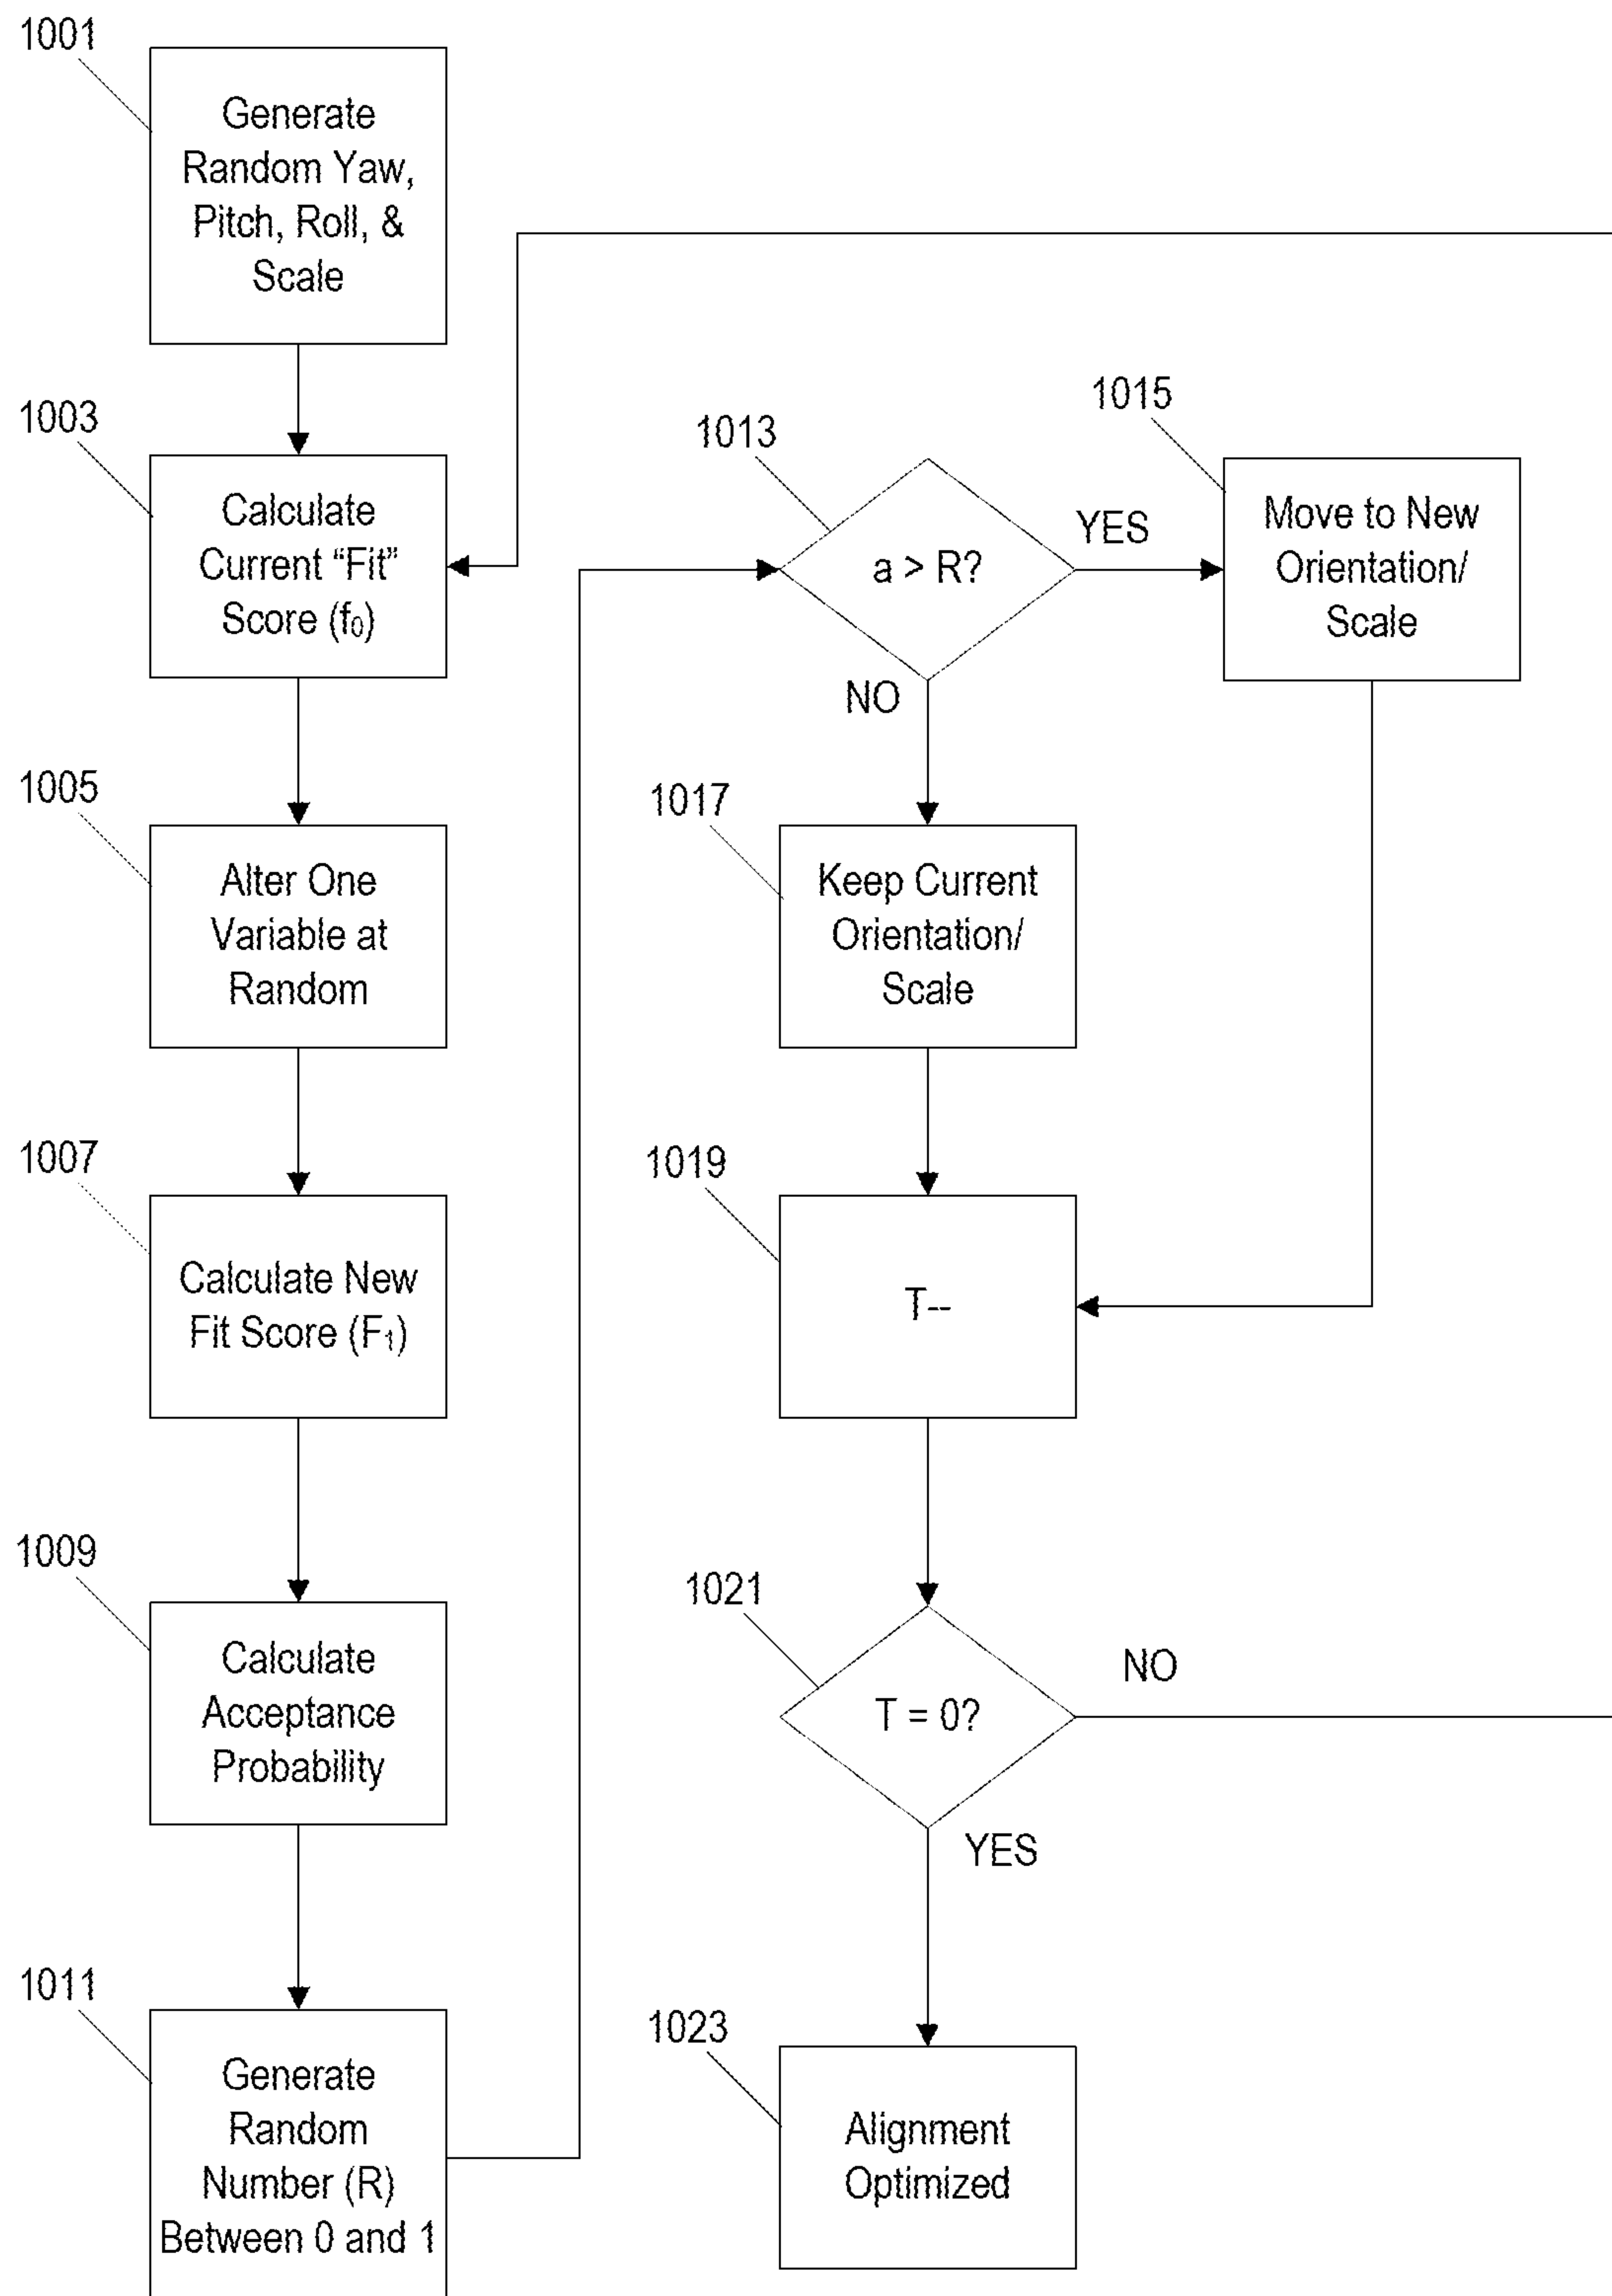 1001
Generate
Random Yaw,
Pitch, Roll, &
Scale
1003
Calculate
Current “Fit”
Score (f₀)
1005
Alter One
Variable at
Random
1007
Calculate New
Fit Score (F₁)
1009
Calculate
Acceptance
Probability
1011
Generate
Random
Number (R)
Between 0 and 1
1013
a > R?
YES
NO
1015
Move to New
Orientation/
Scale
1017
Keep Current
Orientation/
Scale
1019
T--
1021
T = 0?
NO
YES
1023
Alignment
Optimized